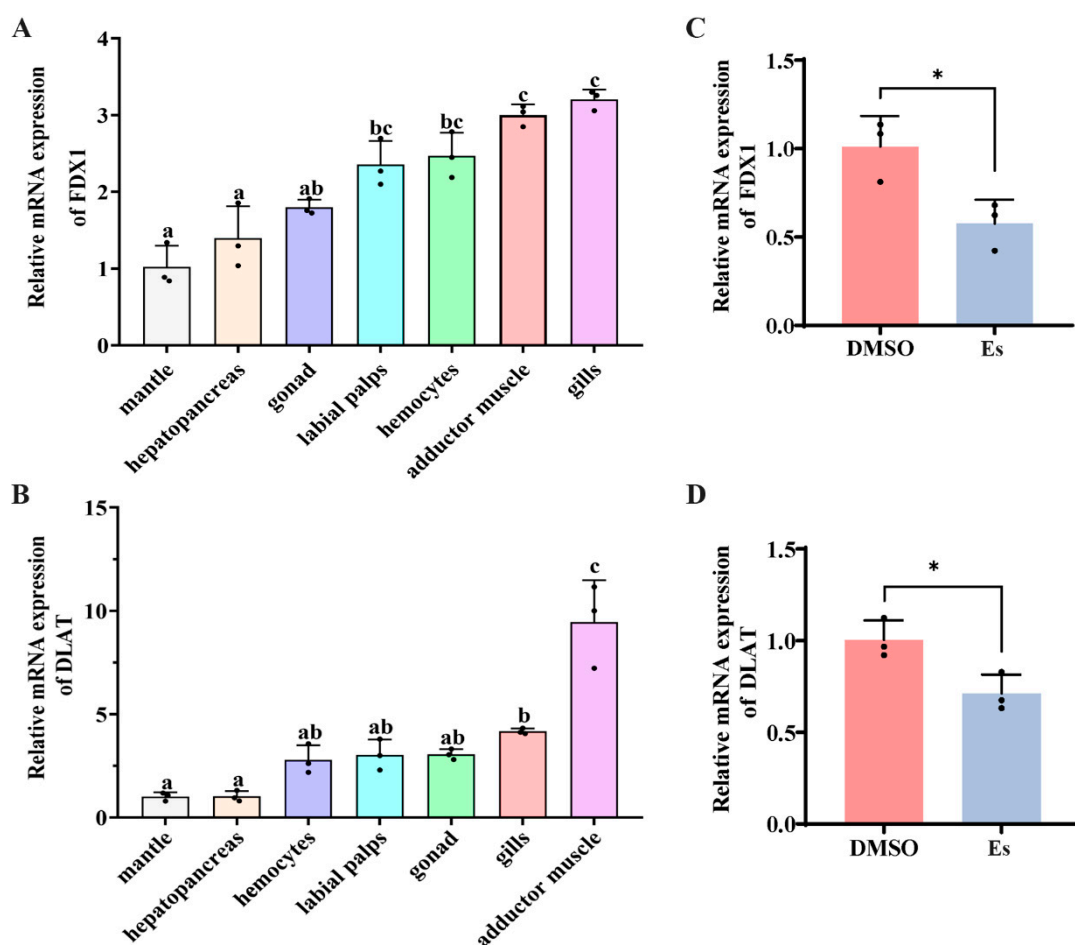 A
Relative mRNA expression
of FDX1
4
3
2
1
0
a
a
ab
bc
bc
c
c
mantle
hepatopancreas
gonad
labial palps
hemocytes
adductor muscle
gills
C
Relative mRNA expression
of FDX1
1.5
1.0
0.5
0.0
*
DMSO
Es
B
Relative mRNA expression
of DLAT
15
10
5
0
a
a
ab
ab
ab
b
c
mantle
hepatopancreas
hemocytes
labial palps
gonad
gills
adductor muscle
D
Relative mRNA expression
of DLAT
1.5
1.0
0.5
0.0
*
DMSO
Es